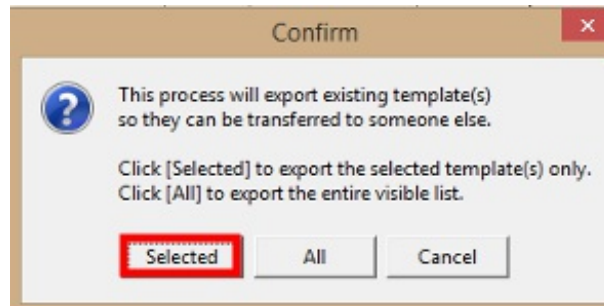 Confirm
This process will export existing template(s)
so they can be transferred to someone else.
Click [Selected] to export the selected template(s) only.
Click [All] to export the entire visible list.
Selected
All
Cancel